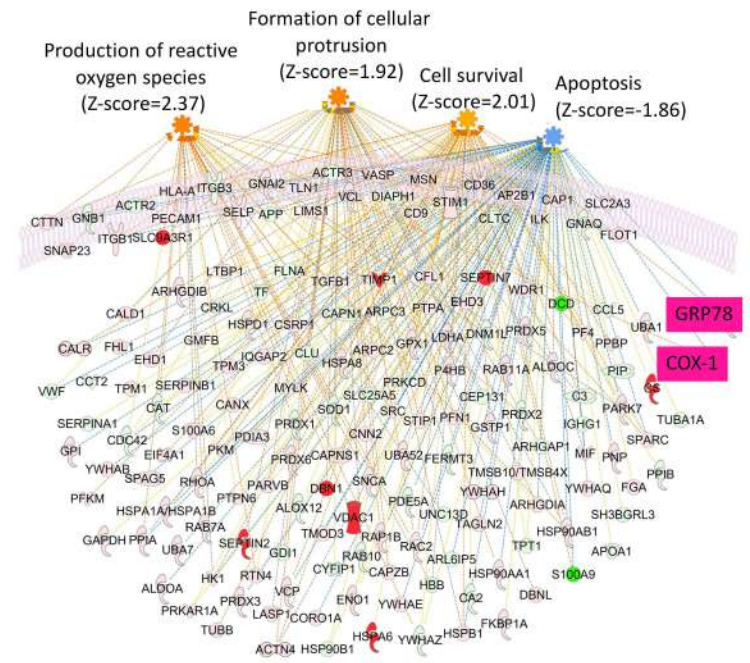 Formation of cellular
protrusion
(Z-score=1.92)
Production of reactive
oxygen species
(Z-score=2.37)
Cell survival
(Z-score=2.01)
Apoptosis
(Z-score=-1.86)
ACTR3 VASP MSN CD36
HLA-A ITGB3 GNAI2 TLN1 VCL DIAPH1 STIM1 AP2B1 CAP1 SLC2A3
CTTN GNB1 ACTR2 PECAM1 SELP APP LIMS1 CD9 CLTC ILK GNAQ FLOT1
SNAP23 ITGB1 SLC9A3R1
LTBP1 FLNA TGFB1 TIMP1 CFL1 SEPTIN7 WDR1
ARHGDIB TF EHD3 DCD CCL5
CALD1 CRKL HSPD1 CSRP1 CAPN1 ARPC3 PTPA PF4 UBA1 GRP78
CALR FHL1 GMFB IQGAP2 CLU ARPC2 GPX1 LDHA DNM1L PRDX5 PPBP
EHD1 TPM3 HSPA8 P4HB RAB11A ALDOC PIP COX-1
VWF CCT2 TPM1 SERPINB1 MYLK PRKCD SLC25A5 CEP131 C3 GS
CAT CANX SOD1 SRC STIP1 PFN1 PRDX2 PARK7 TUBA1A
SERPINA1 CDC42 S100A6 PRDX1 CNN2 GSTP1 IGHG1 SPARC
GPI EIF4A1 PKM PDIA3 PRDX6 CAPNS1 UBA52 FERMT3 ARHGAP1 MIF PNP
YWHAB SPAG5 RHOA PARVB SNCA TMSB10/TMSB4X PPIB
PFKM PTPN6 DBN1 PDE5A YWHAH YWHAQ FGA
HSPA1A/HSPA1B ALOX12 VDAC1 UNC13D ARHGDIA SH3BGRL3
GAPDH PPIA RAB7A SEPTIN2 TMOD3 RAP1B TAGLN2 HSP90AB1
UBA7 GDI1 RAB10 RAC2 TPT1 APOA1
ALDOA HK1 RTN4 CYFIP1 CAPZB ARL6IP5 HSP90AA1 S100A9
PRKAR1A PRDX3 VCP ENO1 YWHAE HBB CA2 DBNL
TUBB LASP1 CORO1A FKBP1A
ACTN4 HSP90B1 HSPA6 YWHAZ HSPB1